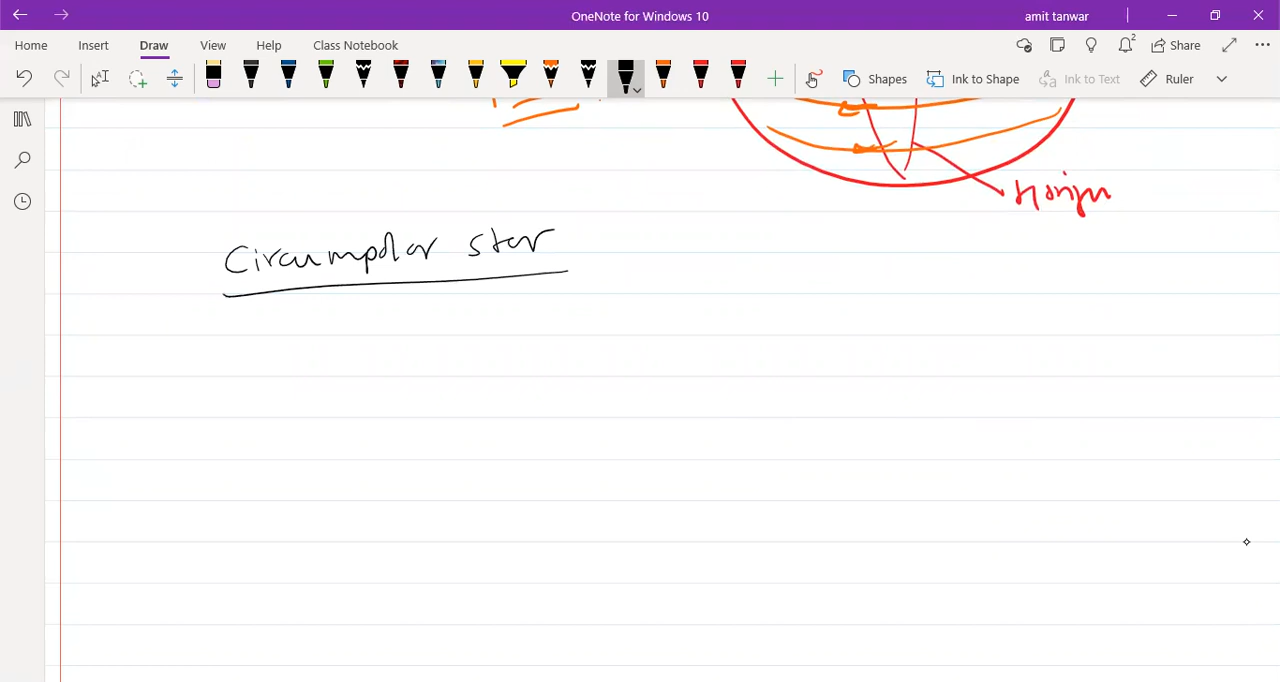 OneNote for Windows 10
amit tanwar
Home Insert Draw View Help Class Notebook
2
Share
Shapes Ink to Shape Ink to Text Ruler
Circumpolar star